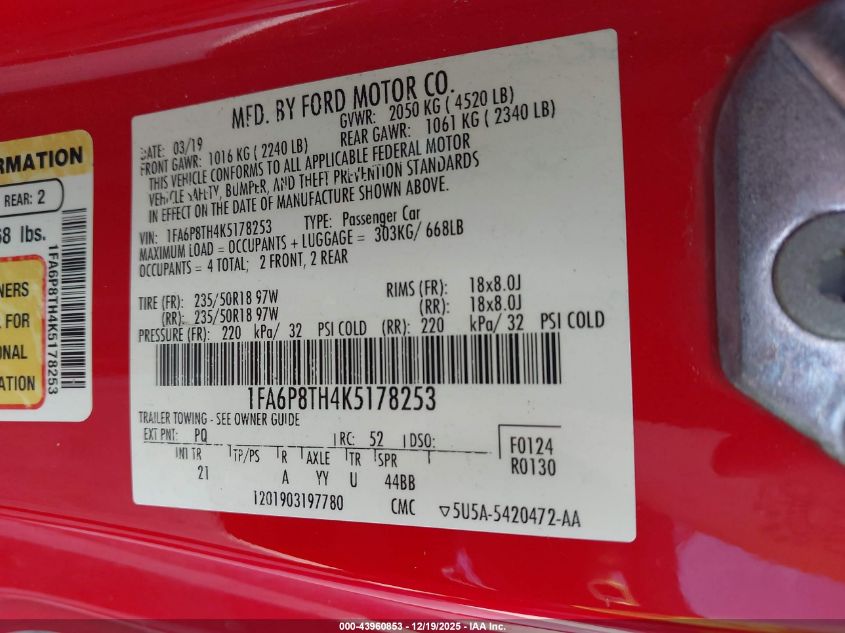 RMATION
REAR: 2
68 lbs.
NERS
FOR
ONAL
ATION
1FA6P8TH4K5178253
MFD. BY FORD MOTOR CO.
DATE: 03/19 GVWR: 2050 KG ( 4520 LB)
FRONT GAWR: 1016 KG ( 2240 LB) REAR GAWR: 1061 KG ( 2340 LB)
THIS VEHICLE CONFORMS TO ALL APPLICABLE FEDERAL MOTOR
VEHICLE SAFETY, BUMPER, AND THEFT PREVENTION STANDARDS
IN EFFECT ON THE DATE OF MANUFACTURE SHOWN ABOVE.
VIN: 1FA6P8TH4K5178253 TYPE: Passenger Car
MAXIMUM LOAD = OCCUPANTS + LUGGAGE = 303KG/ 668LB
OCCUPANTS = 4 TOTAL; 2 FRONT, 2 REAR
TIRE (FR): 235/50R18 97W RIMS (FR): 18x8.0J
(RR): 235/50R18 97W (RR): 18x8.0J
PRESSURE (FR): 220 kPa/ 32 PSI COLD (RR): 220 kPa/ 32 PSI COLD
1FA6P8TH4K5178253
TRAILER TOWING - SEE OWNER GUIDE
EXT PNT: PQ RC: 52 DSO: F0124
R0130
INT TR TP/PS R AXLE TR SPR
21 A YY U 44BB
1201903197780 CMC ▽5U5A-5420472-AA
000-43960853 - 12/19/2025 - IAA Inc.